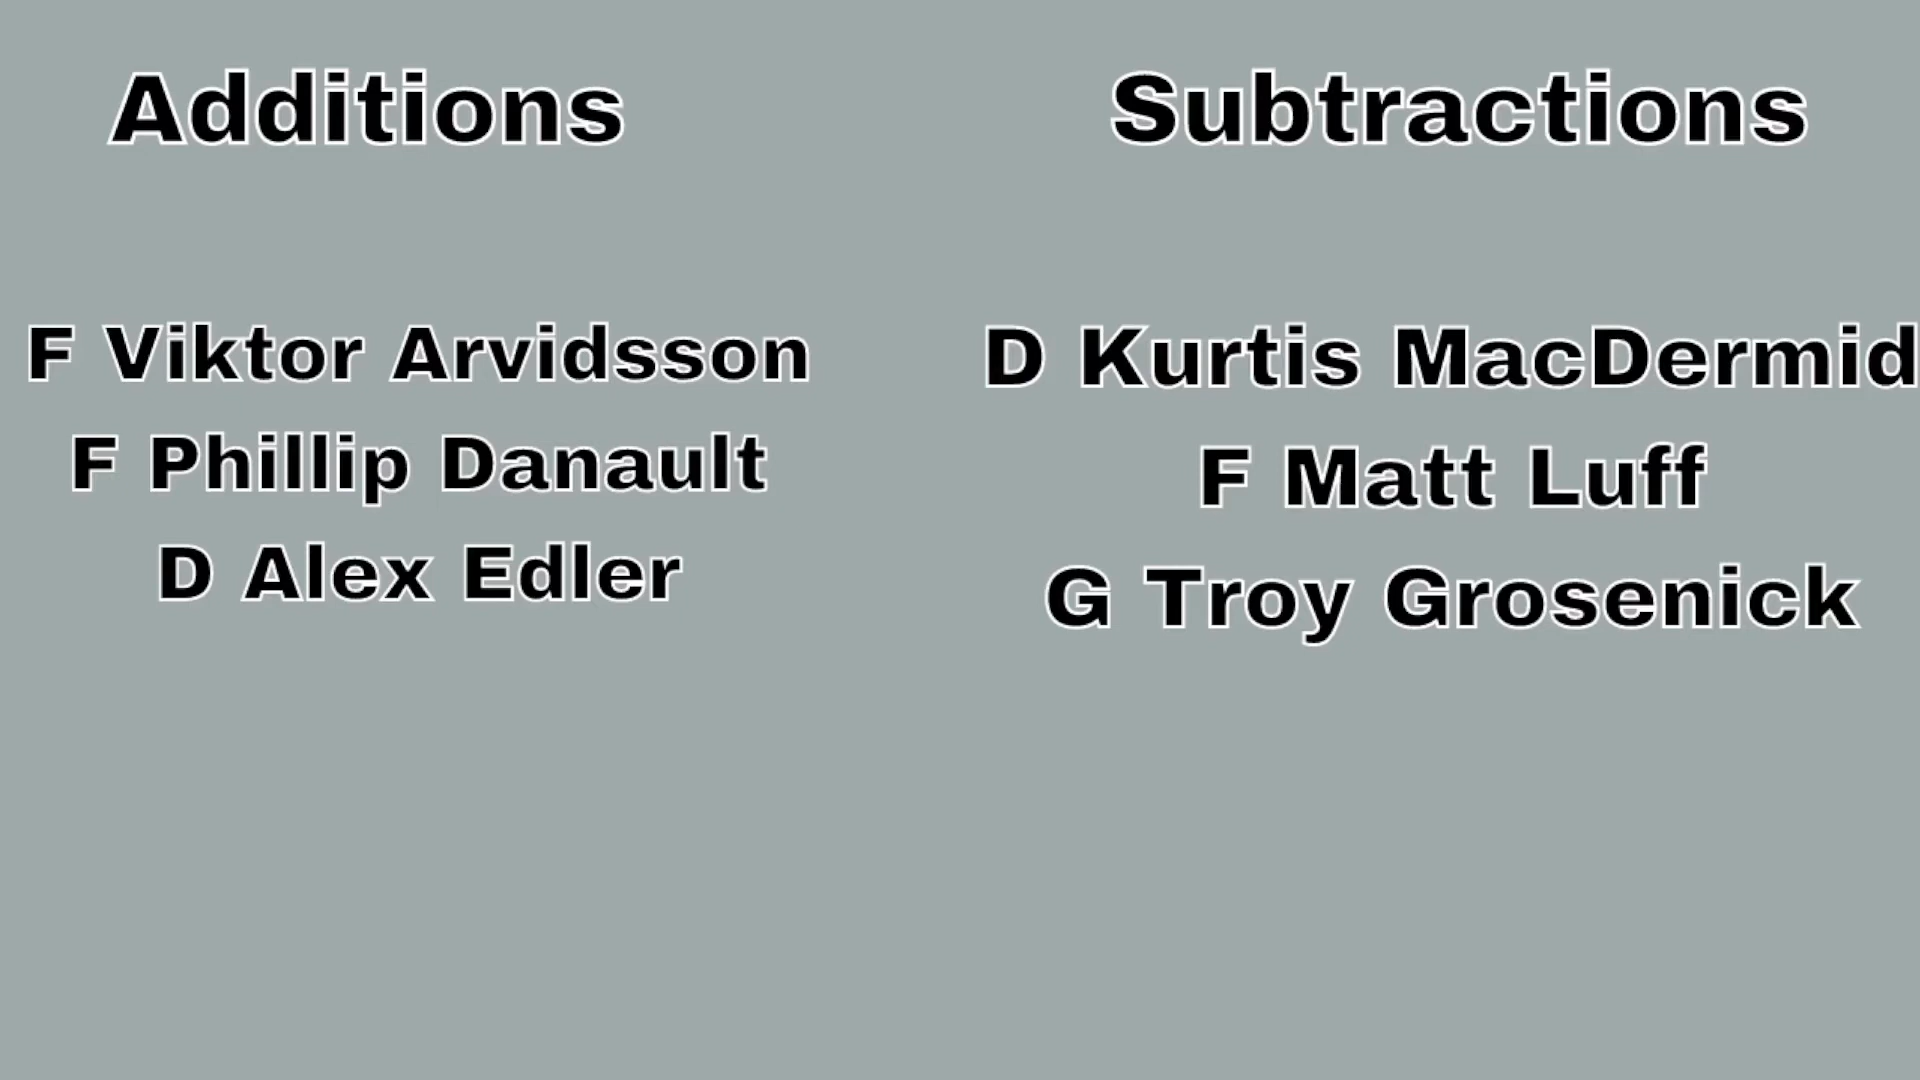 Additions
F Viktor Arvidsson
F Phillip Danault
D Alex Edler
Subtractions
D Kurtis MacDermid
F Matt Luff
G Troy Grosenick